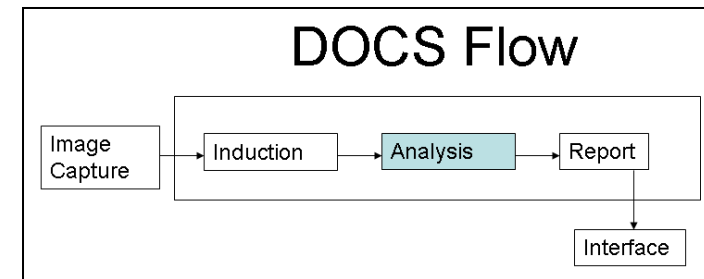 DOCS Flow
Image
Capture
Induction
Analysis
Report
Interface